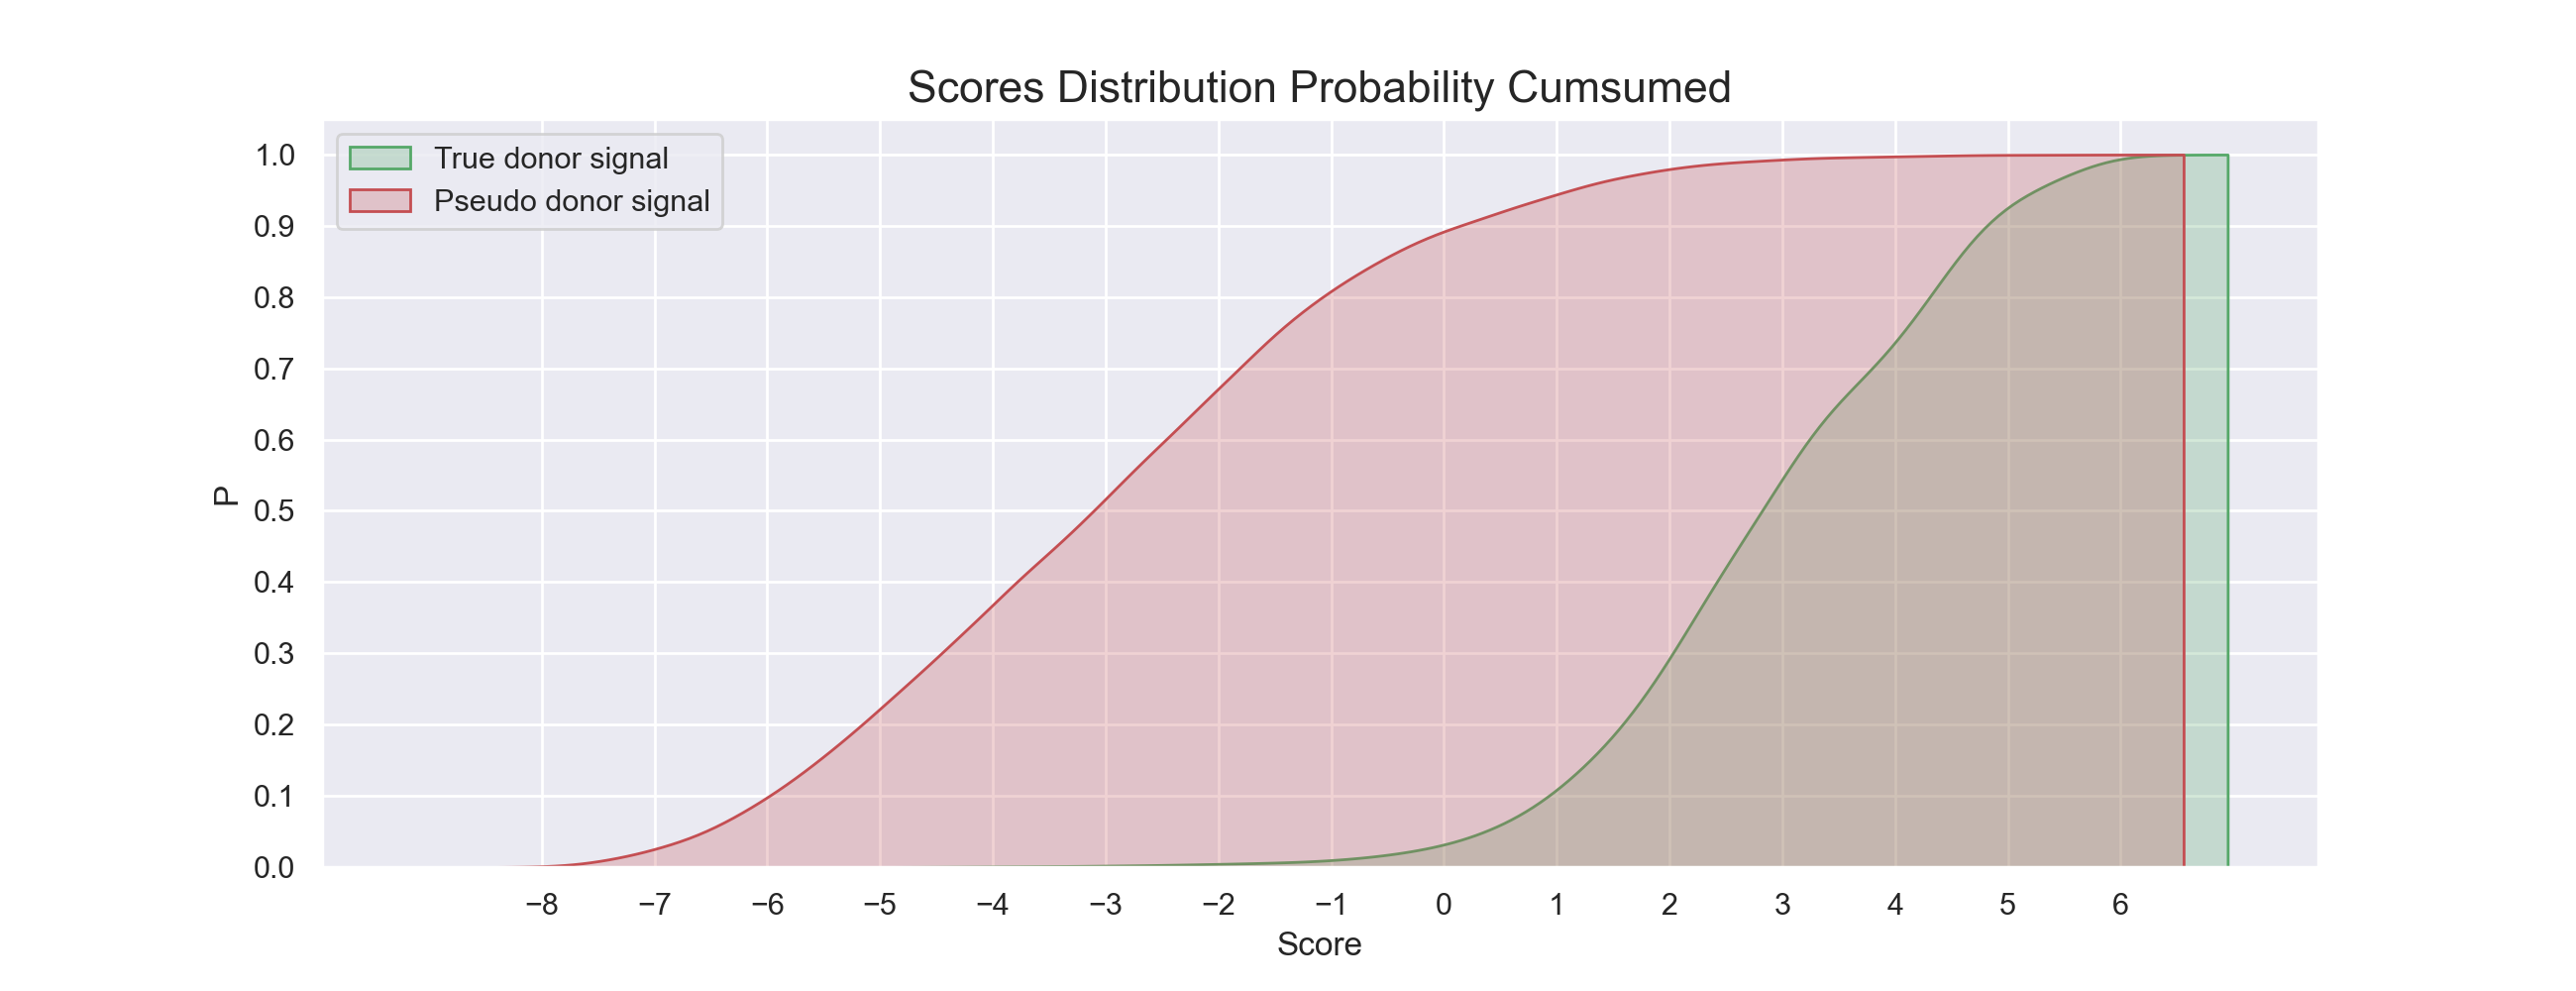 Scores Distribution Probability Cumsumed
True donor signal
Pseudo donor signal
1.0
0.9
0.8
0.7
0.6
0.5
0.4
0.3
0.2
0.1
0.0
P
−8 −7 −6 −5 −4 −3 −2 −1 0 1 2 3 4 5 6
Score